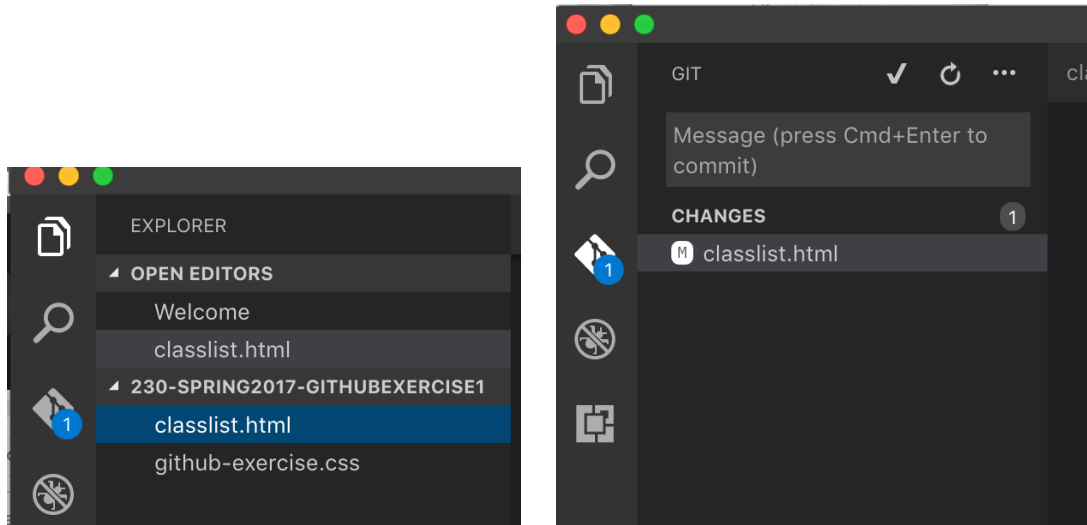 EXPLORER
OPEN EDITORS
Welcome
classlist.html
230-SPRING2017-GITHUBEXERCISE1
classlist.html
github-exercise.css
1
GIT
cla
Message (press Cmd+Enter to
commit)
CHANGES 1
M classlist.html
1